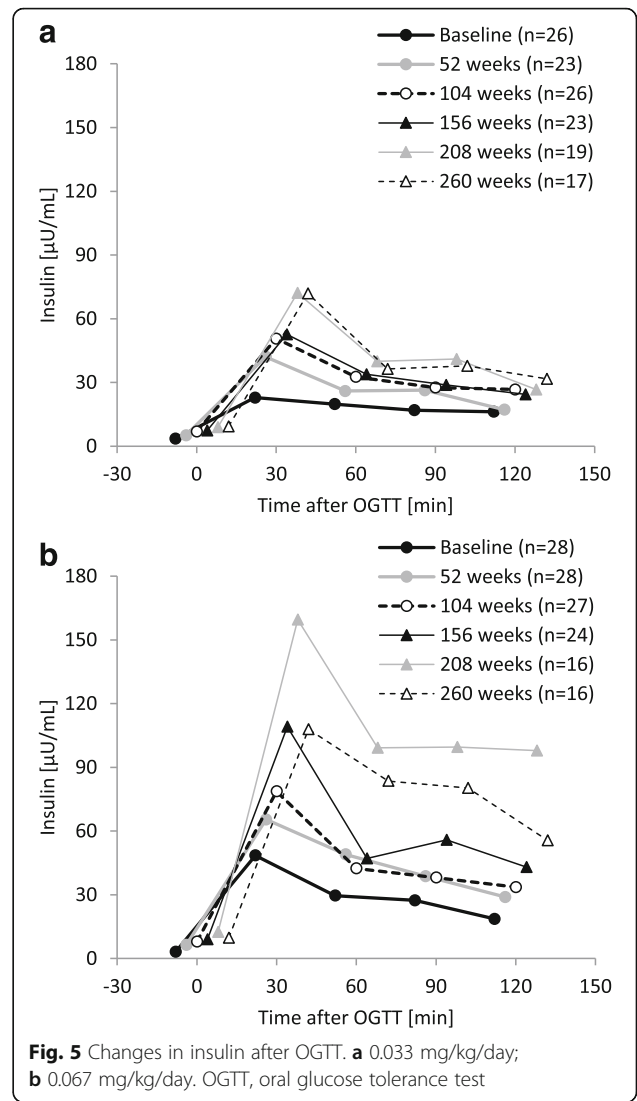 a
Baseline (n=26)
52 weeks (n=23)
104 weeks (n=26)
156 weeks (n=23)
208 weeks (n=19)
260 weeks (n=17)
180
150
120
90
60
30
0
Insulin [µU/mL]
-30 0 30 60 90 120 150
Time after OGTT [min]
b
Baseline (n=28)
52 weeks (n=28)
104 weeks (n=27)
156 weeks (n=24)
208 weeks (n=16)
260 weeks (n=16)
180
150
120
90
60
30
0
Insulin [µU/mL]
-30 0 30 60 90 120 150
Time after OGTT [min]
Fig. 5 Changes in insulin after OGTT. a 0.033 mg/kg/day;
b 0.067 mg/kg/day. OGTT, oral glucose tolerance test